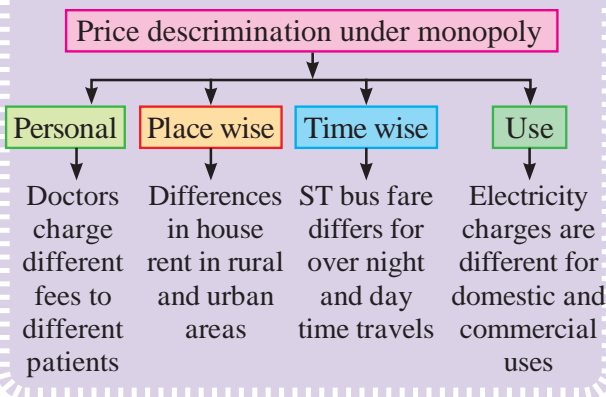 Price descrimination under monopoly
Personal
Place wise
Time wise
Use
Doctors
charge
different
fees to
different
patients
Differences
in house
rent in rural
and urban
areas
ST bus fare
differs for
over night
and day
time travels
Electricity
charges are
different for
domestic and
commercial
uses